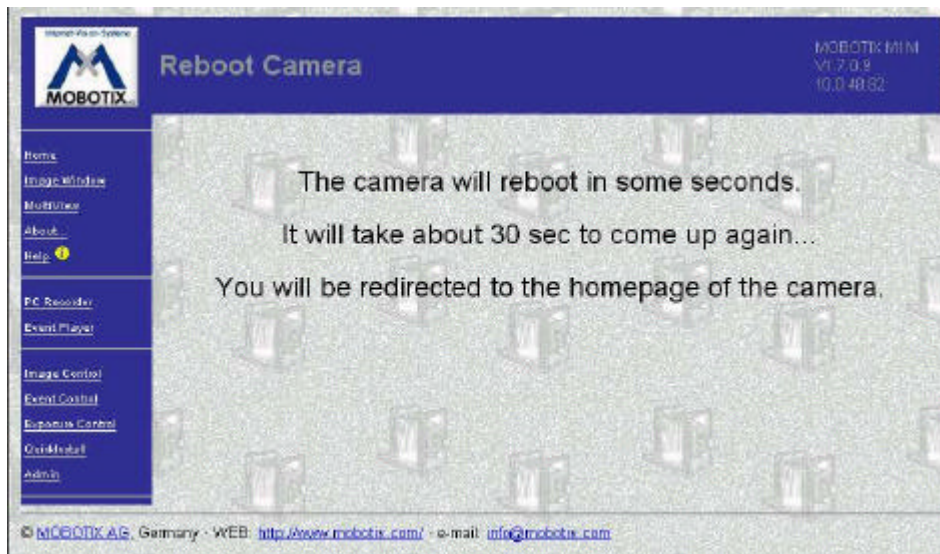 Internet-Vision-Systeme
MOBOTIX
Reboot Camera
MOBOTIX M1M
V1.7.0.9
10.0.48.82
Home
Image Window
MultiView
About...
Help
PC Recorder
Event Player
Image Control
Event Control
Exposure Control
QuickInstall
Admin
The camera will reboot in some seconds.
It will take about 30 sec to come up again...
You will be redirected to the homepage of the camera.
© MOBOTIX AG, Germany - WEB: http://www.mobotix.com/ - e-mail: info@mobotix.com